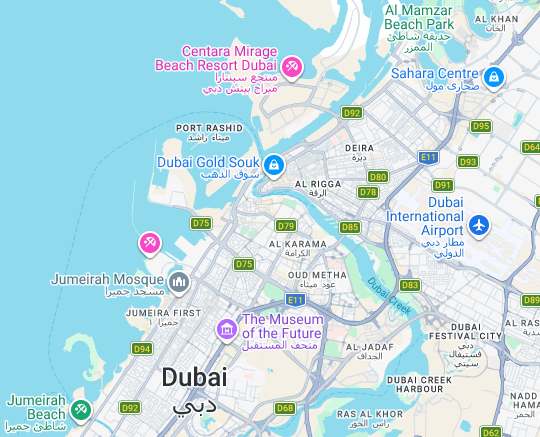 Al Mamzar
Beach Park
حديقة شاطئ
الممزر
AL KHAN
الخان
Centara Mirage
Beach Resort Dubai
منتجع سينتارا
ميراج بيتش دبي
Sahara Centre
صحارى مول
D92
D95
PORT RASHID
ميناء راشد
DEIRA
ديرة
D64
E11
D93
Dubai Gold Souk
سوق الذهب
D80
AL RIGGA
الرقة
D78
D91
Dubai
International
Airport
مطار دبي
الدولي
D75
D79
D85
AL KARAMA
الكرامة
D75
Jumeirah Mosque
مسجد جميرا
OUD METHA
عود ميثاء
D83
Dubai Creek
E11
D89
JUMEIRA FIRST
جميرا ١
The Museum
of the Future
متحف المستقبل
DUBAI
FESTIVAL CITY
دبي
فستيفال
سيتي
AL RAS
D94
AL JADAF
الجداف
Dubai
دبي
DUBAI CREEK
HARBOUR
NADD
HAMA
Jumeirah
Beach
شاطئ جميرا
D92
D68
RAS AL KHOR
راس الخور
D62